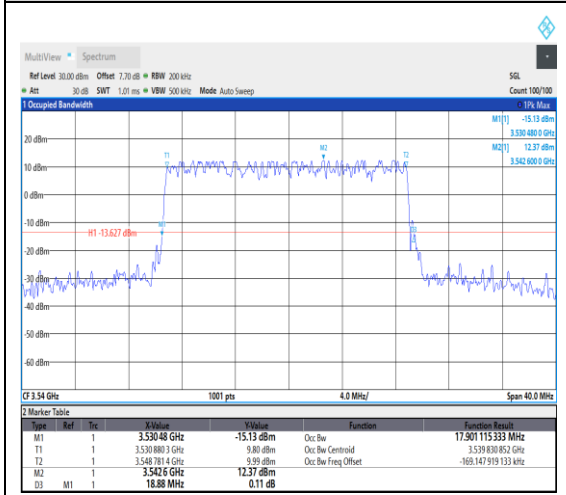 MultiView Spectrum
Ref Level 30.00 dBm Offset 7.70 dB RBW 200 kHz SGL
Att 30 dB SWT 1.01 ms VBW 500 kHz Mode Auto Sweep Count 100/100
1 Occupied Bandwidth 1Pk Max
M1[1] -15.13 dBm
3.530 480 0 GHz
M2[1] 12.37 dBm
3.542 600 0 GHz
20 dBm
T1 M2 T2
10 dBm
0 dBm
-10 dBm
M1 D3
H1 -13.627 dBm
-20 dBm
-30 dBm
-40 dBm
-50 dBm
-60 dBm
CF 3.54 GHz 1001 pts 4.0 MHz/ Span 40.0 MHz
2 Marker Table
Type Ref Trc X-Value Y-Value Function Function Result
M1 1 3.53048 GHz -15.13 dBm Occ Bw 17.901 115 333 MHz
T1 1 3.530 880 3 GHz 9.80 dBm Occ Bw Centroid 3.539 830 852 GHz
T2 1 3.548 781 4 GHz 9.99 dBm Occ Bw Freq Offset -169.147 919 133 kHz
M2 1 3.5426 GHz 12.37 dBm
D3 M1 1 18.88 MHz 0.11 dB